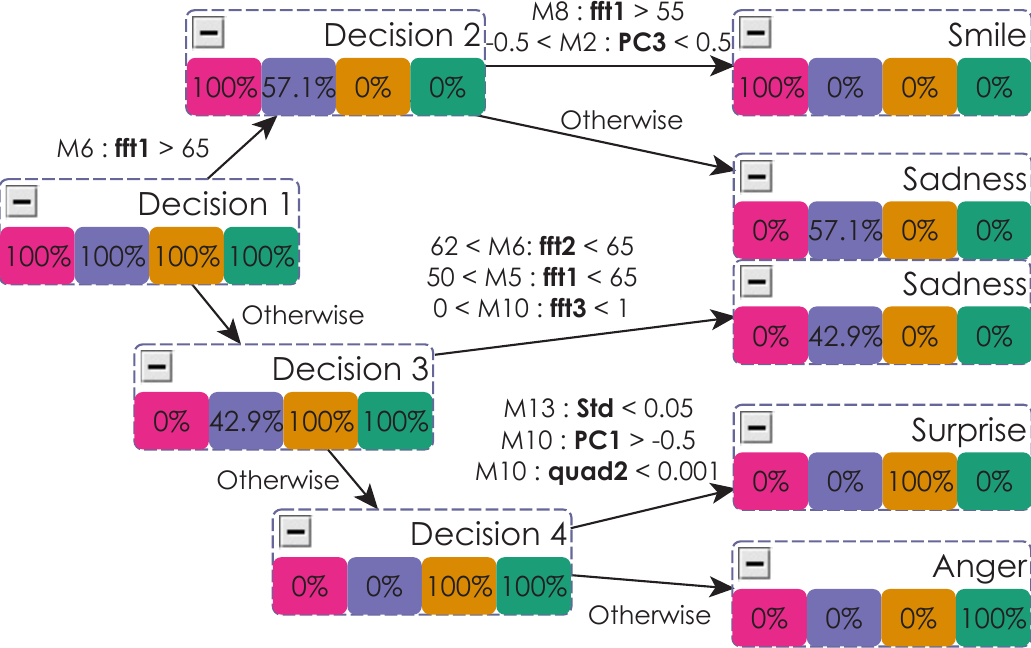 M8 : fft1 > 55
Decision 2
-0.5 < M2 : PC3 < 0.5
Smile
100% 57.1% 0% 0%
100% 0% 0% 0%
Otherwise
M6 : fft1 > 65
Sadness
Decision 1
0% 57.1% 0% 0%
100% 100% 100% 100%
62 < M6: fft2 < 65
50 < M5 : fft1 < 65
0 < M10 : fft3 < 1
Sadness
Otherwise
0% 42.9% 0% 0%
Decision 3
0% 42.9% 100% 100%
M13 : Std < 0.05
M10 : PC1 > -0.5
M10 : quad2 < 0.001
Surprise
Otherwise
0% 0% 100% 0%
Decision 4
0% 0% 100% 100%
Anger
Otherwise
0% 0% 0% 100%